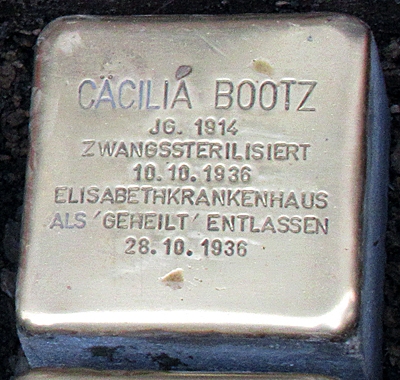 CÄCILIA BOOTZ
JG. 1914
ZWANGSSTERILISIERT
10.10.1936
ELISABETHKRANKENHAUS
ALS 'GEHEILT' ENTLASSEN
28.10.1936